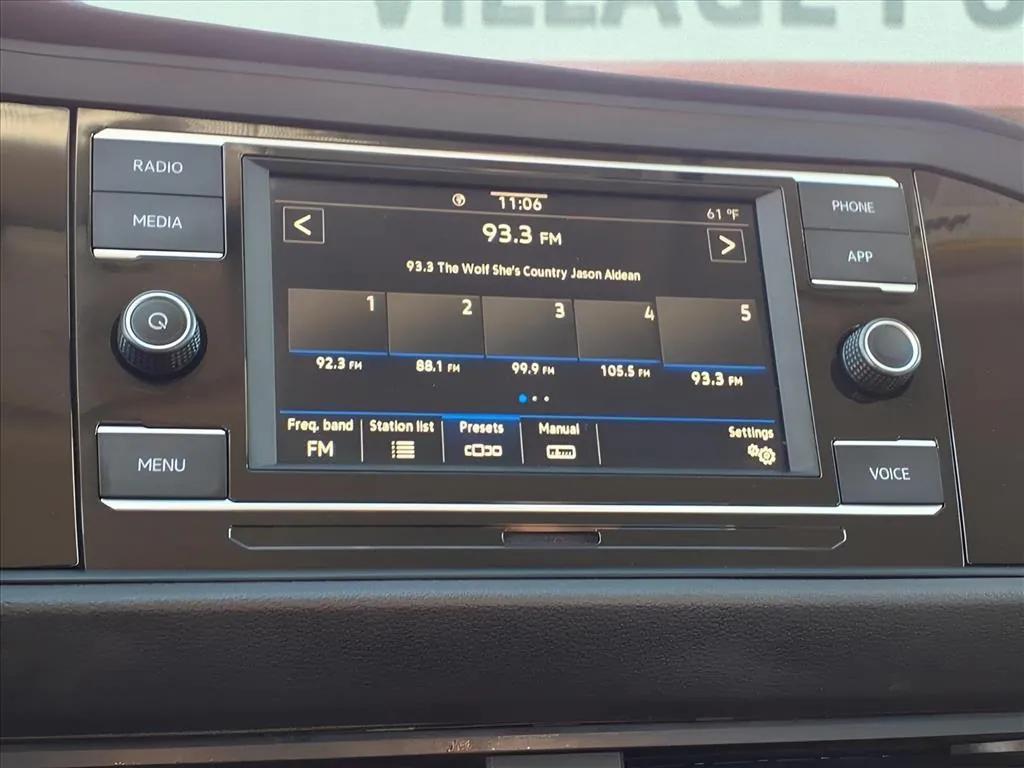 VILLAGE
RADIO
MEDIA
PHONE
APP
11:06
61 °F
<
93.3 FM
>
93.3 The Wolf She's Country Jason Aldean
1 2 3 4 5
92.3 FM 88.1 FM 99.9 FM 105.5 FM 93.3 FM
Freq. band Station list Presets Manual Settings
FM
MENU
VOICE